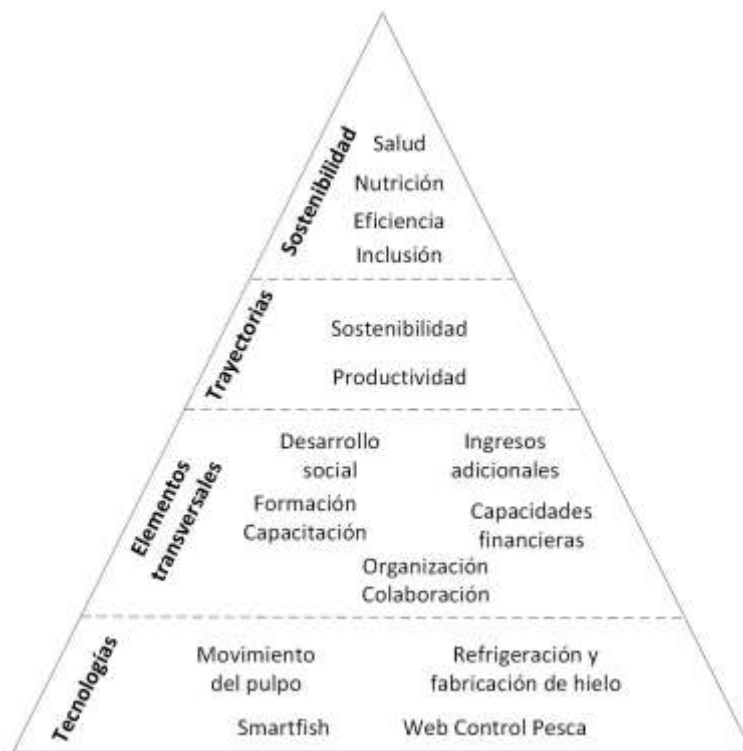 Sostenibilidad
Salud
Nutrición
Eficiencia
Inclusión
Trayectorias
Sostenibilidad
Productividad
Elementos
transversales
Desarrollo
social
Ingresos
adicionales
Formación
Capacitación
Capacidades
financieras
Organización
Colaboración
Tecnologías
Movimiento
del pulpo
Refrigeración y
fabricación de hielo
Smartfish
Web Control Pesca